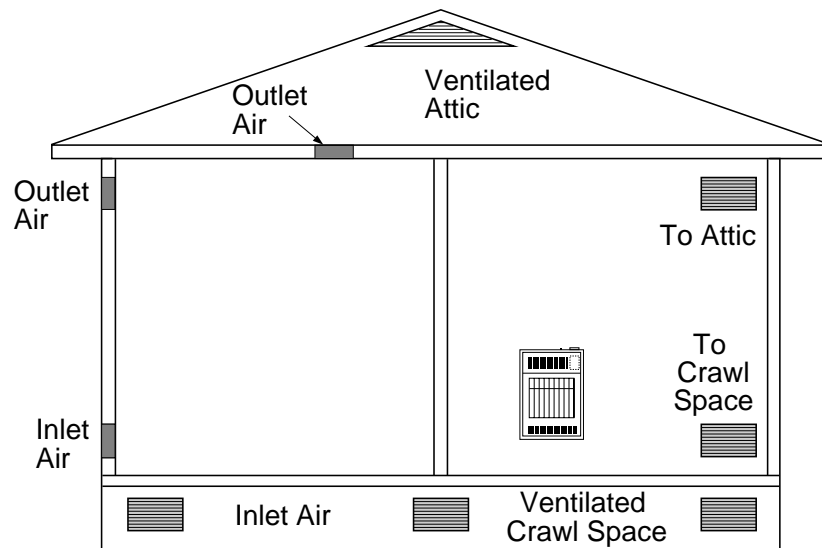 Ventilated
Attic
Outlet
Air
Outlet
Air
To Attic
To
Crawl
Space
Inlet
Air
Inlet Air
Ventilated
Crawl Space